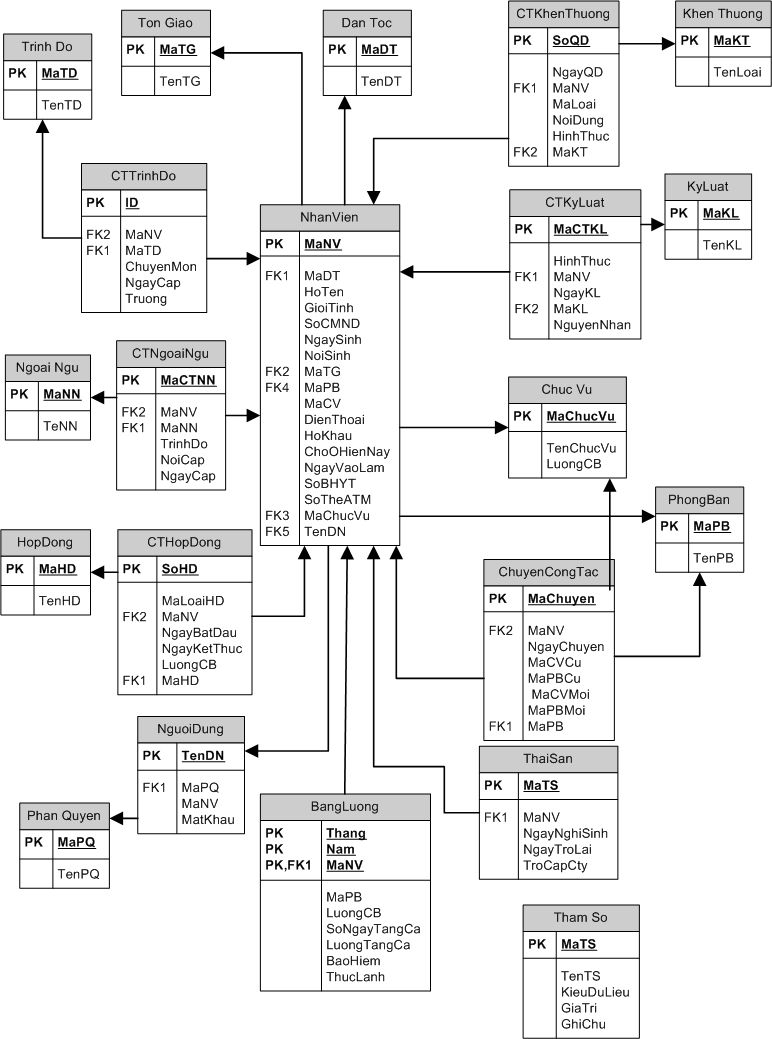 Trinh Do
PK MaTD
TenTD
Ton Giao
PK MaTG
TenTG
Dan Toc
PK MaDT
TenDT
CTKhenThuong
PK SoQD
NgayQD
FK1 MaNV
MaLoai
NoiDung
HinhThuc
FK2 MaKT
Khen Thuong
PK MaKT
TenLoai
CTTrinhDo
PK ID
FK2 MaNV
FK1 MaTD
ChuyenMon
NgayCap
Truong
NhanVien
PK MaNV
FK1 MaDT
HoTen
GioiTinh
SoCMND
NgaySinh
NoiSinh
FK2 MaTG
FK4 MaPB
MaCV
DienThoai
HoKhau
ChoOHienNay
NgayVaoLam
SoBHYT
SoTheATM
FK3 MaChucVu
FK5 TenDN
CTKyLuat
PK MaCTKL
HinhThuc
FK1 MaNV
NgayKL
FK2 MaKL
NguyenNhan
KyLuat
PK MaKL
TenKL
Ngoai Ngu
PK MaNN
TeNN
CTNgoaiNgu
PK MaCTNN
FK2 MaNV
FK1 MaNN
TrinhDo
NoiCap
NgayCap
Chuc Vu
PK MaChucVu
TenChucVu
LuongCB
PhongBan
PK MaPB
TenPB
HopDong
PK MaHD
TenHD
CTHopDong
PK SoHD
MaLoaiHD
FK2 MaNV
NgayBatDau
NgayKetThuc
LuongCB
FK1 MaHD
ChuyenCongTac
PK MaChuyen
FK2 MaNV
NgayChuyen
MaCVCu
MaPBCu
MaCVMoi
MaPBMoi
FK1 MaPB
NguoiDung
PK TenDN
FK1 MaPQ
MaNV
MatKhau
Phan Quyen
PK MaPQ
TenPQ
BangLuong
PK Thang
PK Nam
PK,FK1 MaNV
MaPB
LuongCB
SoNgayTangCa
LuongTangCa
BaoHiem
ThucLanh
ThaiSan
PK MaTS
FK1 MaNV
NgayNghiSinh
NgayTroLai
TroCapCty
Tham So
PK MaTS
TenTS
KieuDuLieu
GiaTri
GhiChu